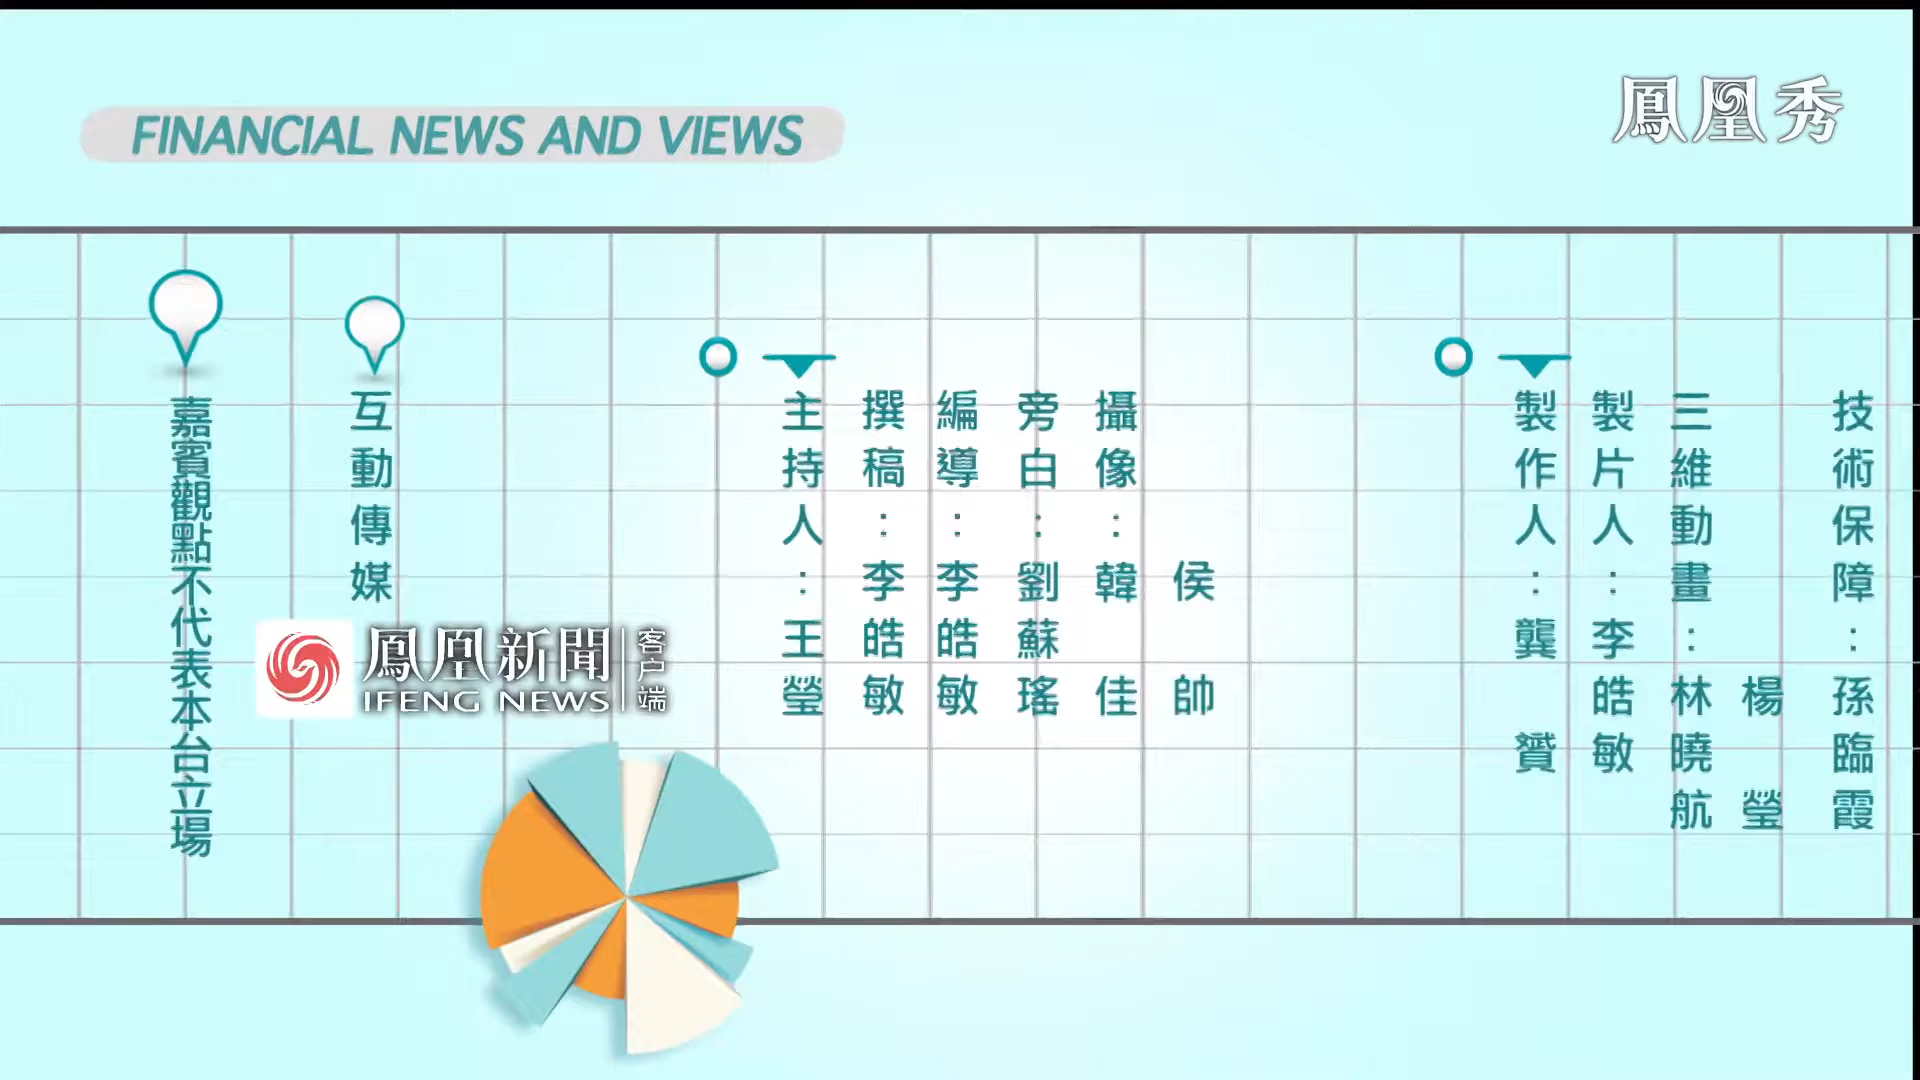 FINANCIAL NEWS AND VIEWS
鳳凰秀
嘉賓觀點不代表本台立場
互動傳媒
鳳凰新聞
IFENG NEWS
客户端
主持人：王瑩
撰稿：李皓敏
編導：李皓敏
旁白：劉蘇瑤
攝像：韓佳
侯帥
製作人：龔贇
製片人：李皓敏
三維動畫：林曉航
楊瑩
技術保障：孫臨霞